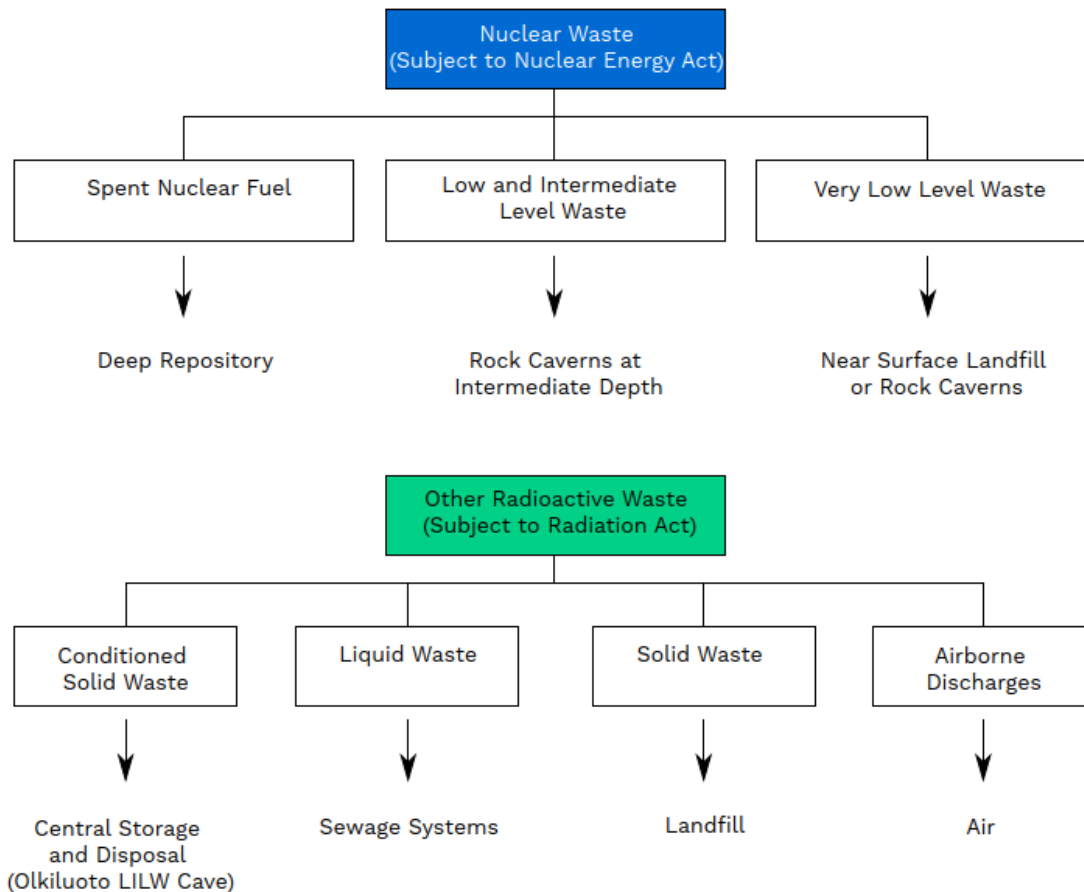 Nuclear Waste
(Subject to Nuclear Energy Act)
Spent Nuclear Fuel
Low and Intermediate
Level Waste
Very Low Level Waste
Deep Repository
Rock Caverns at
Intermediate Depth
Near Surface Landfill
or Rock Caverns
Other Radioactive Waste
(Subject to Radiation Act)
Conditioned
Solid Waste
Liquid Waste
Solid Waste
Airborne
Discharges
Central Storage
and Disposal
(Olkiluoto LILW Cave)
Sewage Systems
Landfill
Air